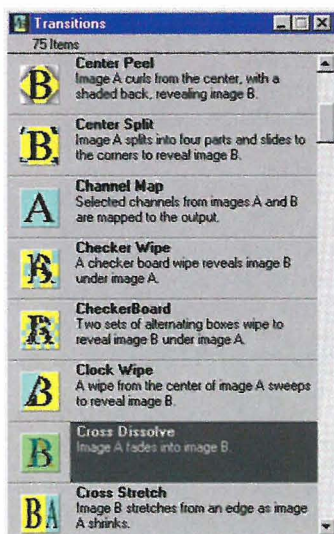 Transitions
75 Items
Center Peel
Image A curls from the center, with a
shaded back, revealing image B.
Center Split
Image A splits into four parts and slides to
the corners to reveal image B.
Channel Map
Selected channels from images A and B
are mapped to the output.
Checker Wipe
A checker board wipe reveals image B
under image A.
CheckerBoard
Two sets of alternating boxes wipe to
reveal image B under image A.
Clock Wipe
A wipe from the center of image A sweeps
to reveal image B.
Cross Dissolve
Image A fades into image B.
Cross Stretch
Image B stretches from an edge as image
A shrinks.
B
B
A
B
B
B
B
BA